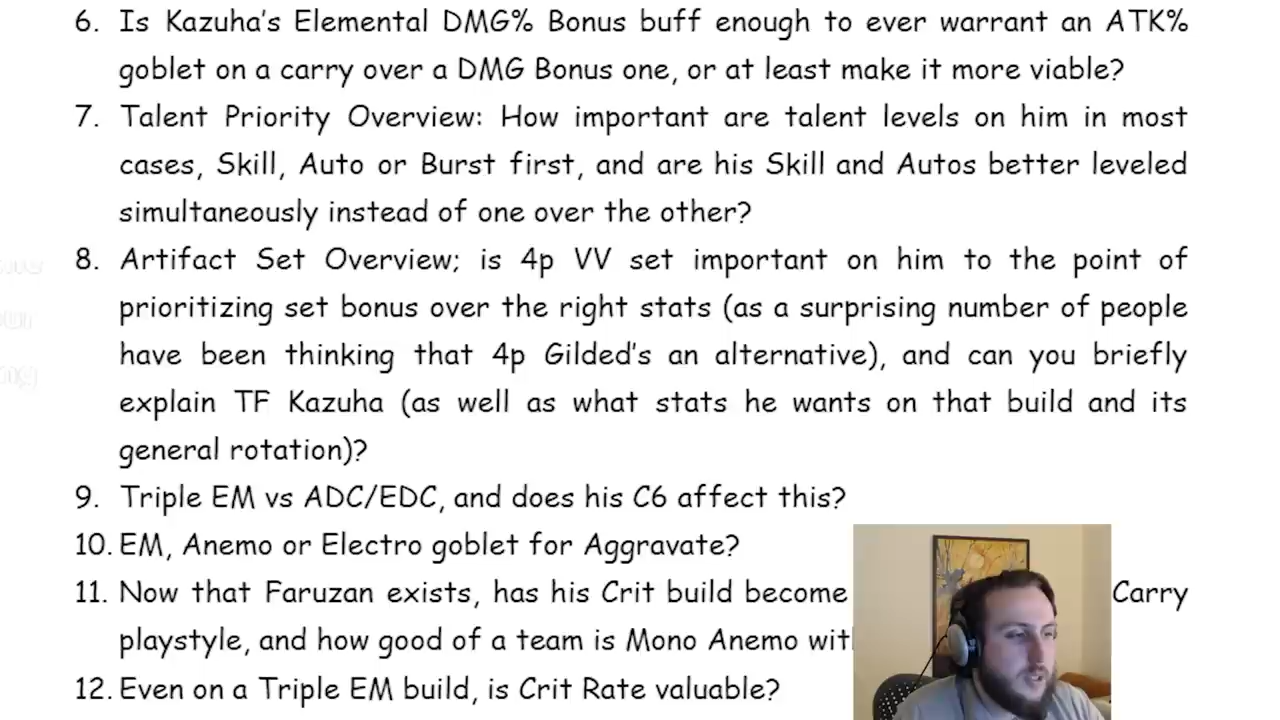 6. Is Kazuha's Elemental DMG% Bonus buff enough to ever warrant an ATK%
goblet on a carry over a DMG Bonus one, or at least make it more viable?
7. Talent Priority Overview: How important are talent levels on him in most
cases, Skill, Auto or Burst first, and are his Skill and Autos better leveled
simultaneously instead of one over the other?
8. Artifact Set Overview; is 4p VV set important on him to the point of
prioritizing set bonus over the right stats (as a surprising number of people
have been thinking that 4p Gilded's an alternative), and can you briefly
explain TF Kazuha (as well as what stats he wants on that build and its
general rotation)?
9. Triple EM vs ADC/EDC, and does his C6 affect this?
10. EM, Anemo or Electro goblet for Aggravate?
11. Now that Faruzan exists, has his Crit build become Carry
playstyle, and how good of a team is Mono Anemo
12. Even on a Triple EM build, is Crit Rate valuable?